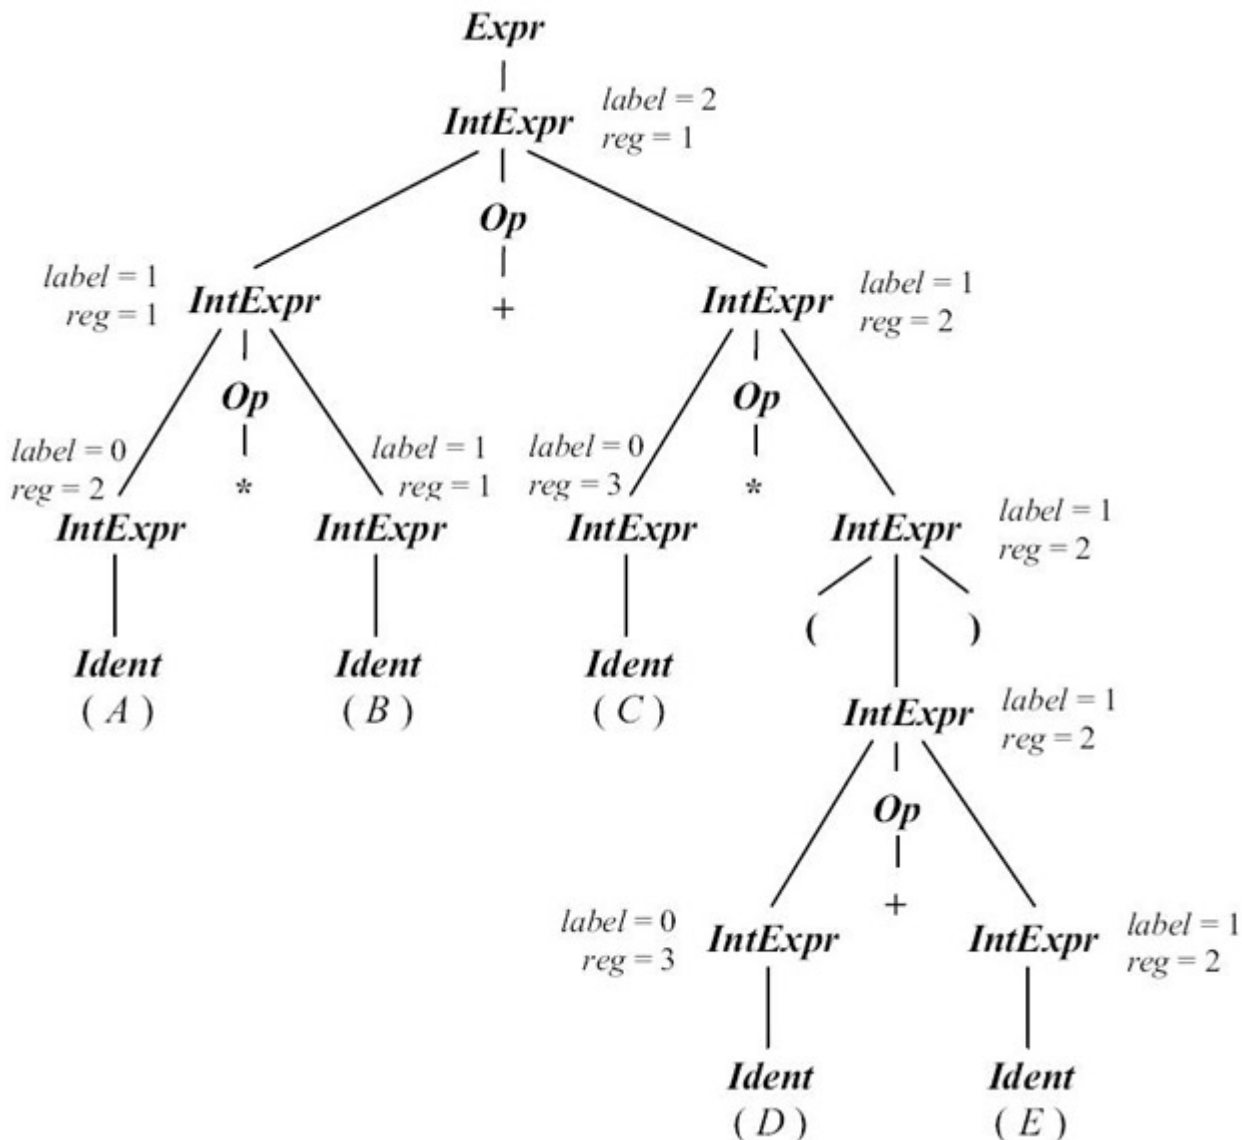 Expr
IntExpr
label = 2
reg = 1
Op
+
label = 1
reg = 1
IntExpr
IntExpr
label = 1
reg = 2
Op
*
Op
*
label = 0
reg = 2
IntExpr
label = 1
reg = 1
IntExpr
label = 0
reg = 3
IntExpr
IntExpr
label = 1
reg = 2
( )
Ident
( A )
Ident
( B )
Ident
( C )
IntExpr
label = 1
reg = 2
Op
+
label = 0
reg = 3
IntExpr
IntExpr
label = 1
reg = 2
Ident
( D )
Ident
( E )